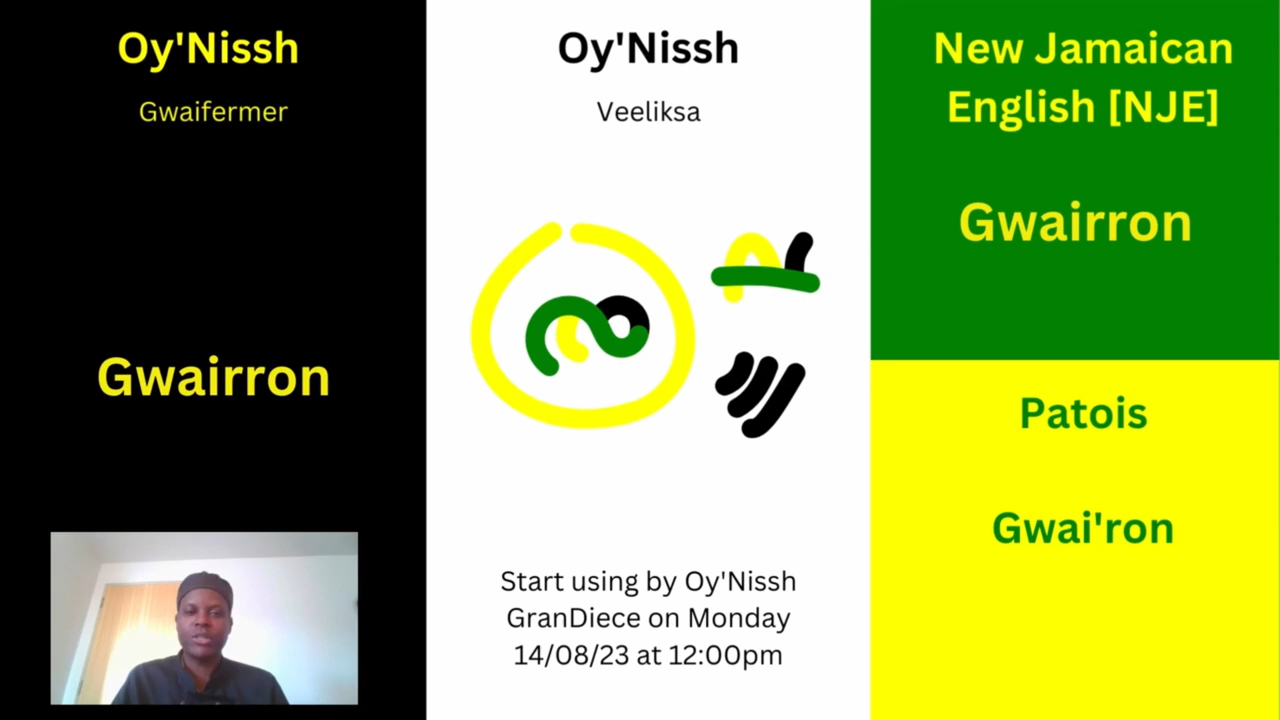 Oy'Nissh
Gwaifermer
Gwairron
Oy'Nissh
Veeliksa
Start using by Oy'Nissh
GranDiece on Monday
14/08/23 at 12:00pm
New Jamaican
English [NJE]
Gwairron
Patois
Gwai'ron